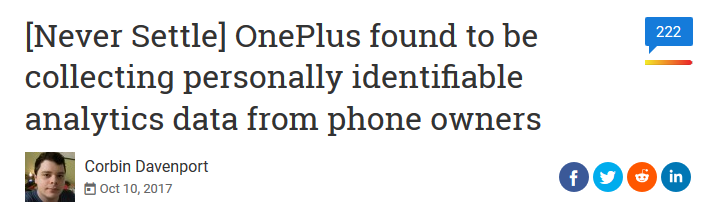 [Never Settle] OnePlus found to be
222
collecting personally identifiable
analytics data from phone owners
Corbin Davenport
Oct 10, 2017
f
in